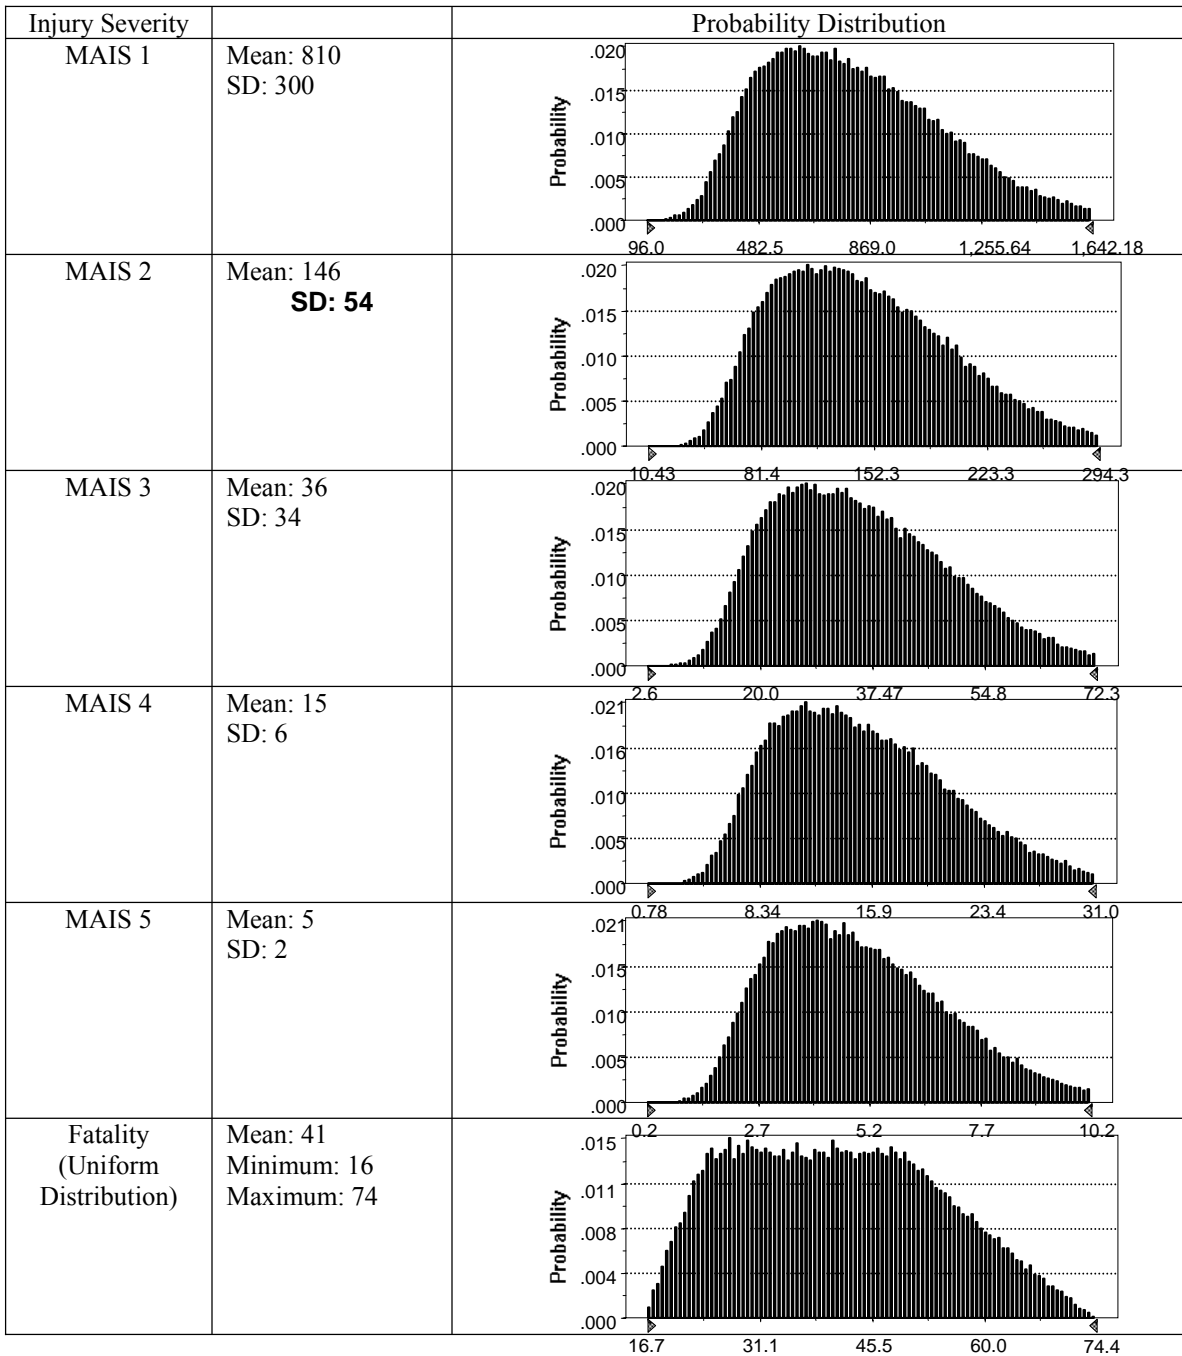 Injury Severity Probability Distribution
MAIS 1
Mean: 810
SD: 300
Probability
.020
.015
.010
.005
.000
96.0 482.5 869.0 1,255.64 1,642.18
MAIS 2
Mean: 146
SD: 54
Probability
.020
.015
.010
.005
.000
10.43 81.4 152.3 223.3 294.3
MAIS 3
Mean: 36
SD: 34
Probability
.020
.015
.010
.005
.000
2.6 20.0 37.47 54.8 72.3
MAIS 4
Mean: 15
SD: 6
Probability
.021
.016
.010
.005
.000
0.78 8.34 15.9 23.4 31.0
MAIS 5
Mean: 5
SD: 2
Probability
.021
.015
.010
.005
.000
0.2 2.7 5.2 7.7 10.2
Fatality
(Uniform
Distribution)
Mean: 41
Minimum: 16
Maximum: 74
Probability
.015
.011
.008
.004
.000
16.7 31.1 45.5 60.0 74.4